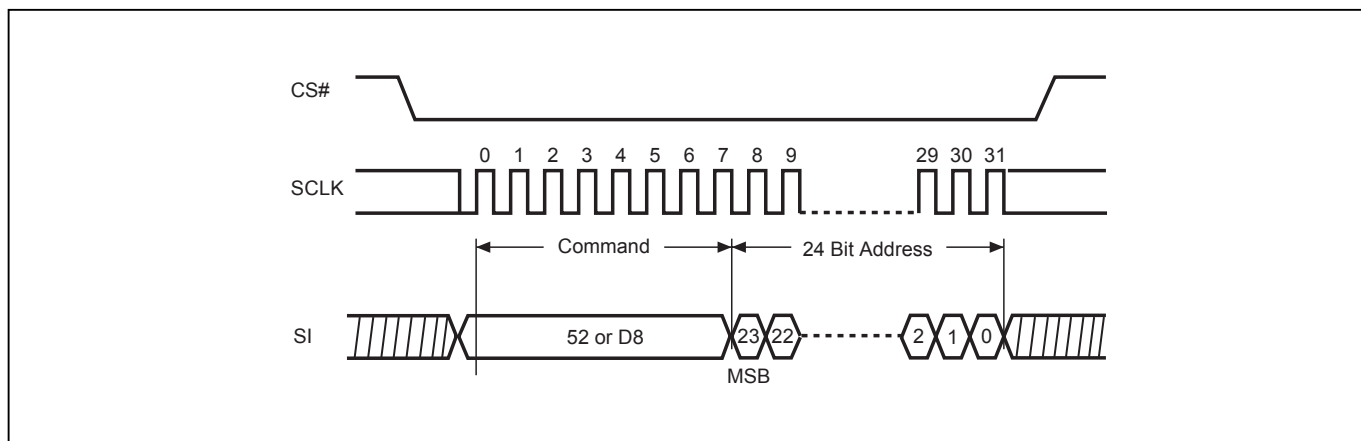 CS#
0 1 2 3 4 5 6 7 8 9 29 30 31
SCLK
Command 24 Bit Address
SI 52 or D8 23 22 2 1 0
MSB